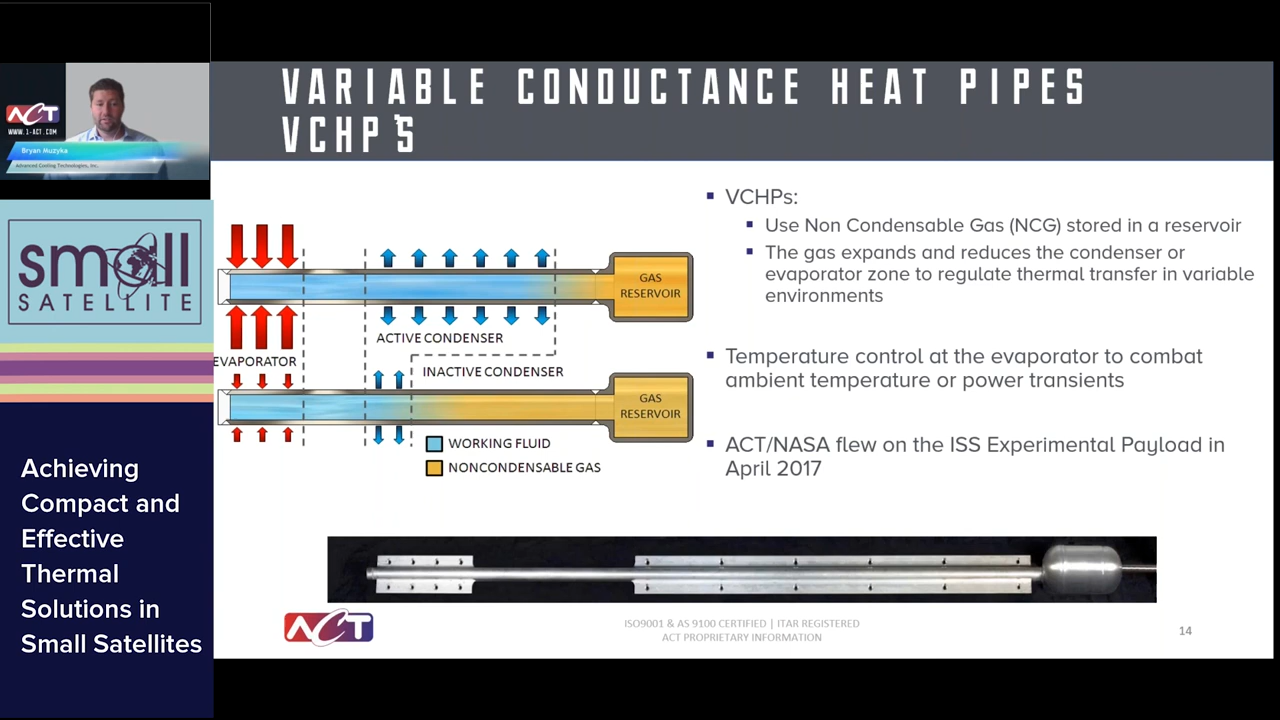 VARIABLE CONDUCTANCE HEAT PIPES
VCHP'S
ACT
WWW.1-ACT.COM
Bryan Muzyka
Advanced Cooling Technologies, Inc.
small
SATELLITE
Achieving
Compact and
Effective
Thermal
Solutions in
Small Satellites
GAS
RESERVOIR
ACTIVE CONDENSER
EVAPORATOR
INACTIVE CONDENSER
GAS
RESERVOIR
WORKING FLUID
NONCONDENSABLE GAS
▪ VCHPs:
▪ Use Non Condensable Gas (NCG) stored in a reservoir
▪ The gas expands and reduces the condenser or
evaporator zone to regulate thermal transfer in variable
environments
▪ Temperature control at the evaporator to combat
ambient temperature or power transients
▪ ACT/NASA flew on the ISS Experimental Payload in
April 2017
ACT
ISO9001 & AS 9100 CERTIFIED | ITAR REGISTERED
ACT PROPRIETARY INFORMATION
14